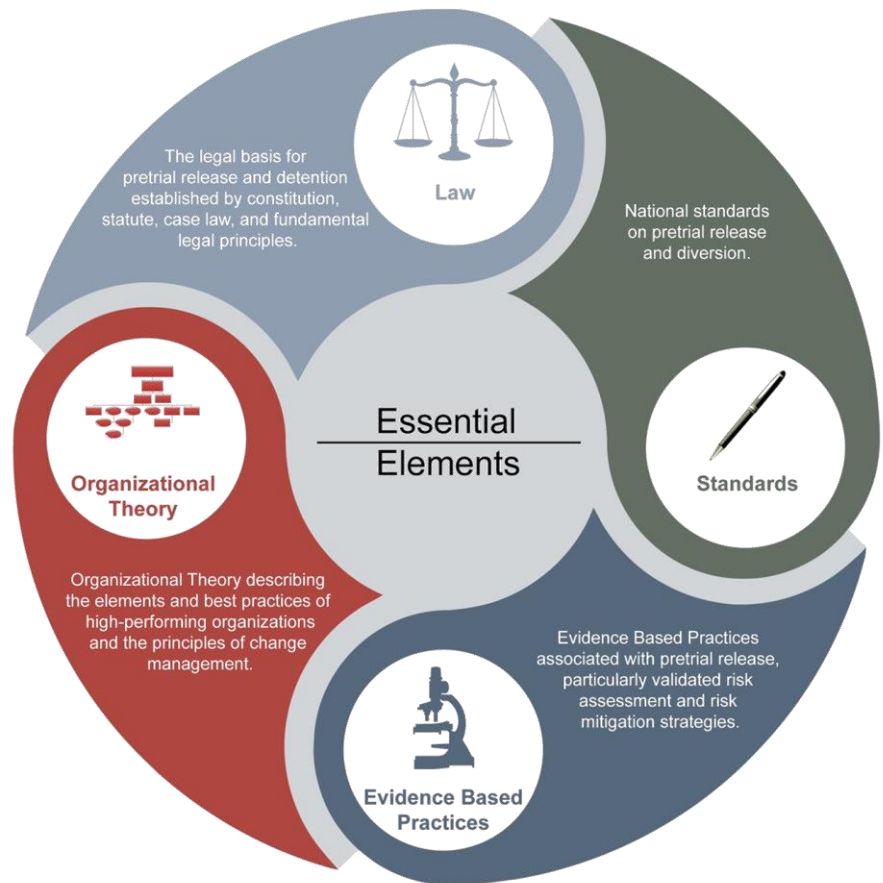 The legal basis for
pretrial release and detention
established by constitution,
statute, case law, and fundamental
legal principles.
Law
National standards
on pretrial release
and diversion.
Standards
Essential
Elements
Organizational
Theory
Organizational Theory describing
the elements and best practices of
high-performing organizations
and the principles of change
management.
Evidence Based Practices
associated with pretrial release,
particularly validated risk
assessment and risk
mitigation strategies.
Evidence Based
Practices